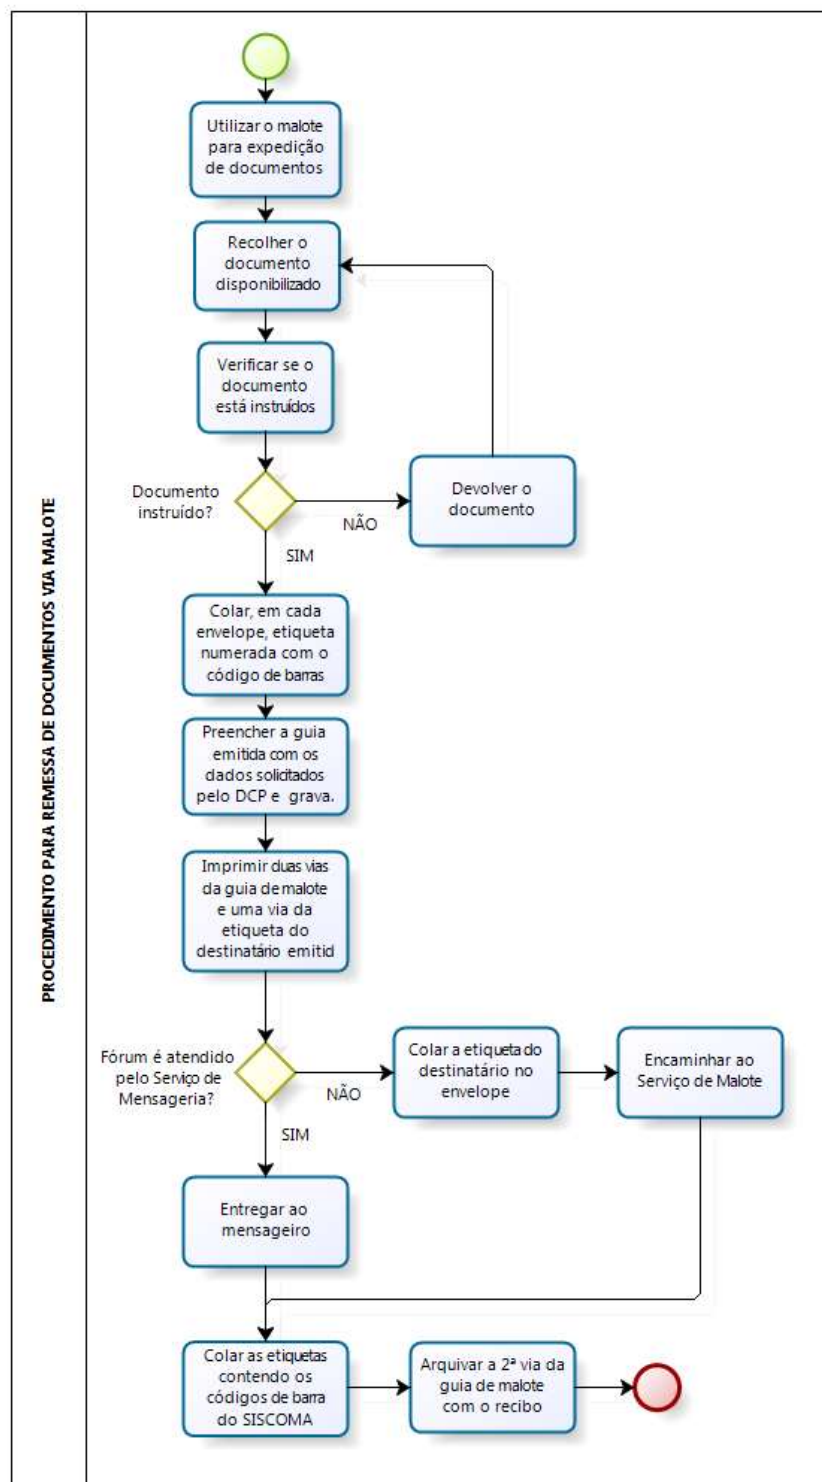 PROCEDIMENTO PARA REMESSA DE DOCUMENTOS VIA MALOTE
Utilizar o malote
para expedição
de documentos
Recolher o
documento
disponibilizado
Verificar se o
documento
está instruídos
Documento
instruído?
NÃO
Devolver o
documento
SIM
Colar, em cada
envelope, etiqueta
numerada com o
código de barras
Preencher a guia
emitida com os
dados solicitados
pelo DCP e grava.
Imprimir duas vias
da guia de malote
e uma via da
etiqueta do
destinatário emitid
Fórum é atendido
pelo Serviço de
Mensageria?
NÃO
Colar a etiqueta do
destinatário no
envelope
Encaminhar ao
Serviço de Malote
SIM
Entregar ao
mensageiro
Colar as etiquetas
contendo os
códigos de barra
do SISCOMA
Arquivar a 2ª via da
guia de malote
com o recibo